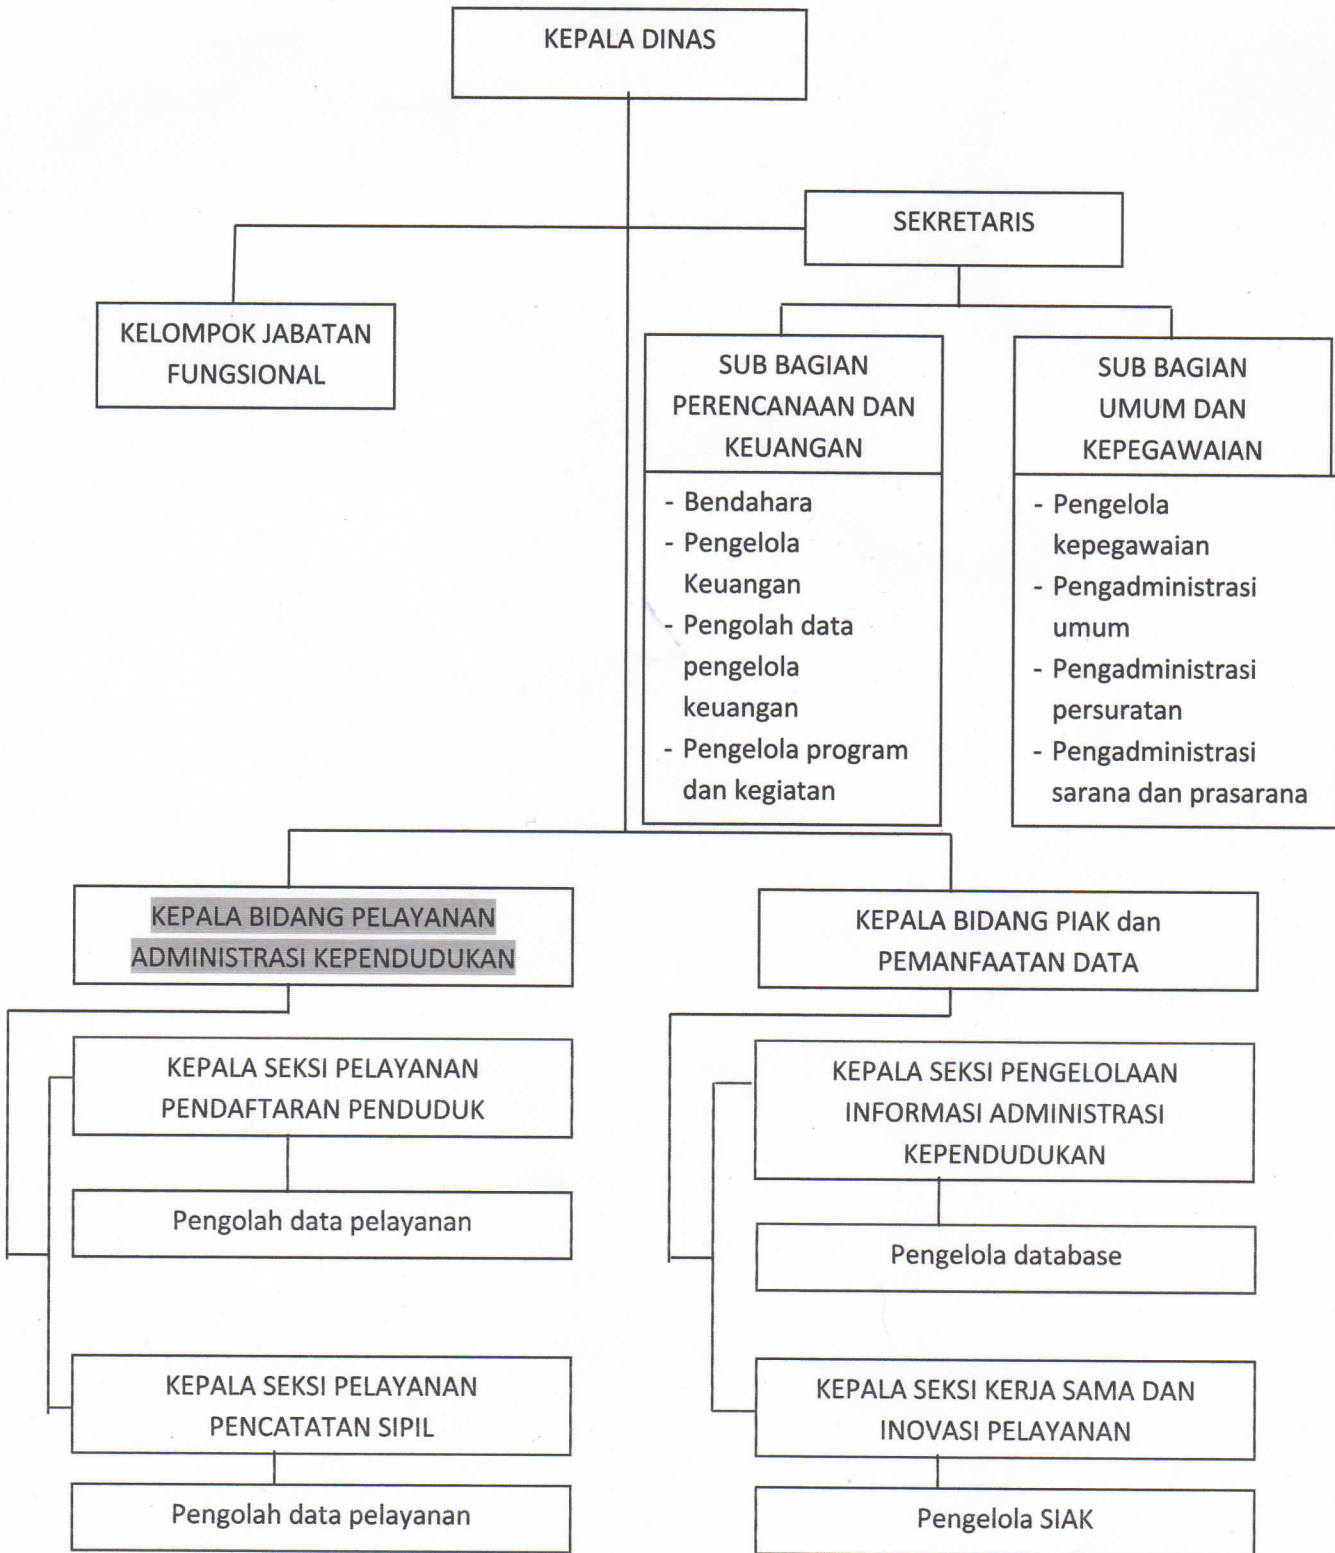 KEPALA DINAS
SEKRETARIS
KELOMPOK JABATAN
FUNGSIONAL
SUB BAGIAN
PERENCANAAN DAN
KEUANGAN
- Bendahara
- Pengelola
Keuangan
- Pengolah data
pengelola
keuangan
- Pengelola program
dan kegiatan
SUB BAGIAN
UMUM DAN
KEPEGAWAIAN
- Pengelola
kepegawaian
- Pengadministrasi
umum
- Pengadministrasi
persuratan
- Pengadministrasi
sarana dan prasarana
KEPALA BIDANG PELAYANAN
ADMINISTRASI KEPENDUDUKAN
KEPALA SEKSI PELAYANAN
PENDAFTARAN PENDUDUK
Pengolah data pelayanan
KEPALA SEKSI PELAYANAN
PENCATATAN SIPIL
Pengolah data pelayanan
KEPALA BIDANG PIAK dan
PEMANFAATAN DATA
KEPALA SEKSI PENGELOLAAN
INFORMASI ADMINISTRASI
KEPENDUDUKAN
Pengelola database
KEPALA SEKSI KERJA SAMA DAN
INOVASI PELAYANAN
Pengelola SIAK